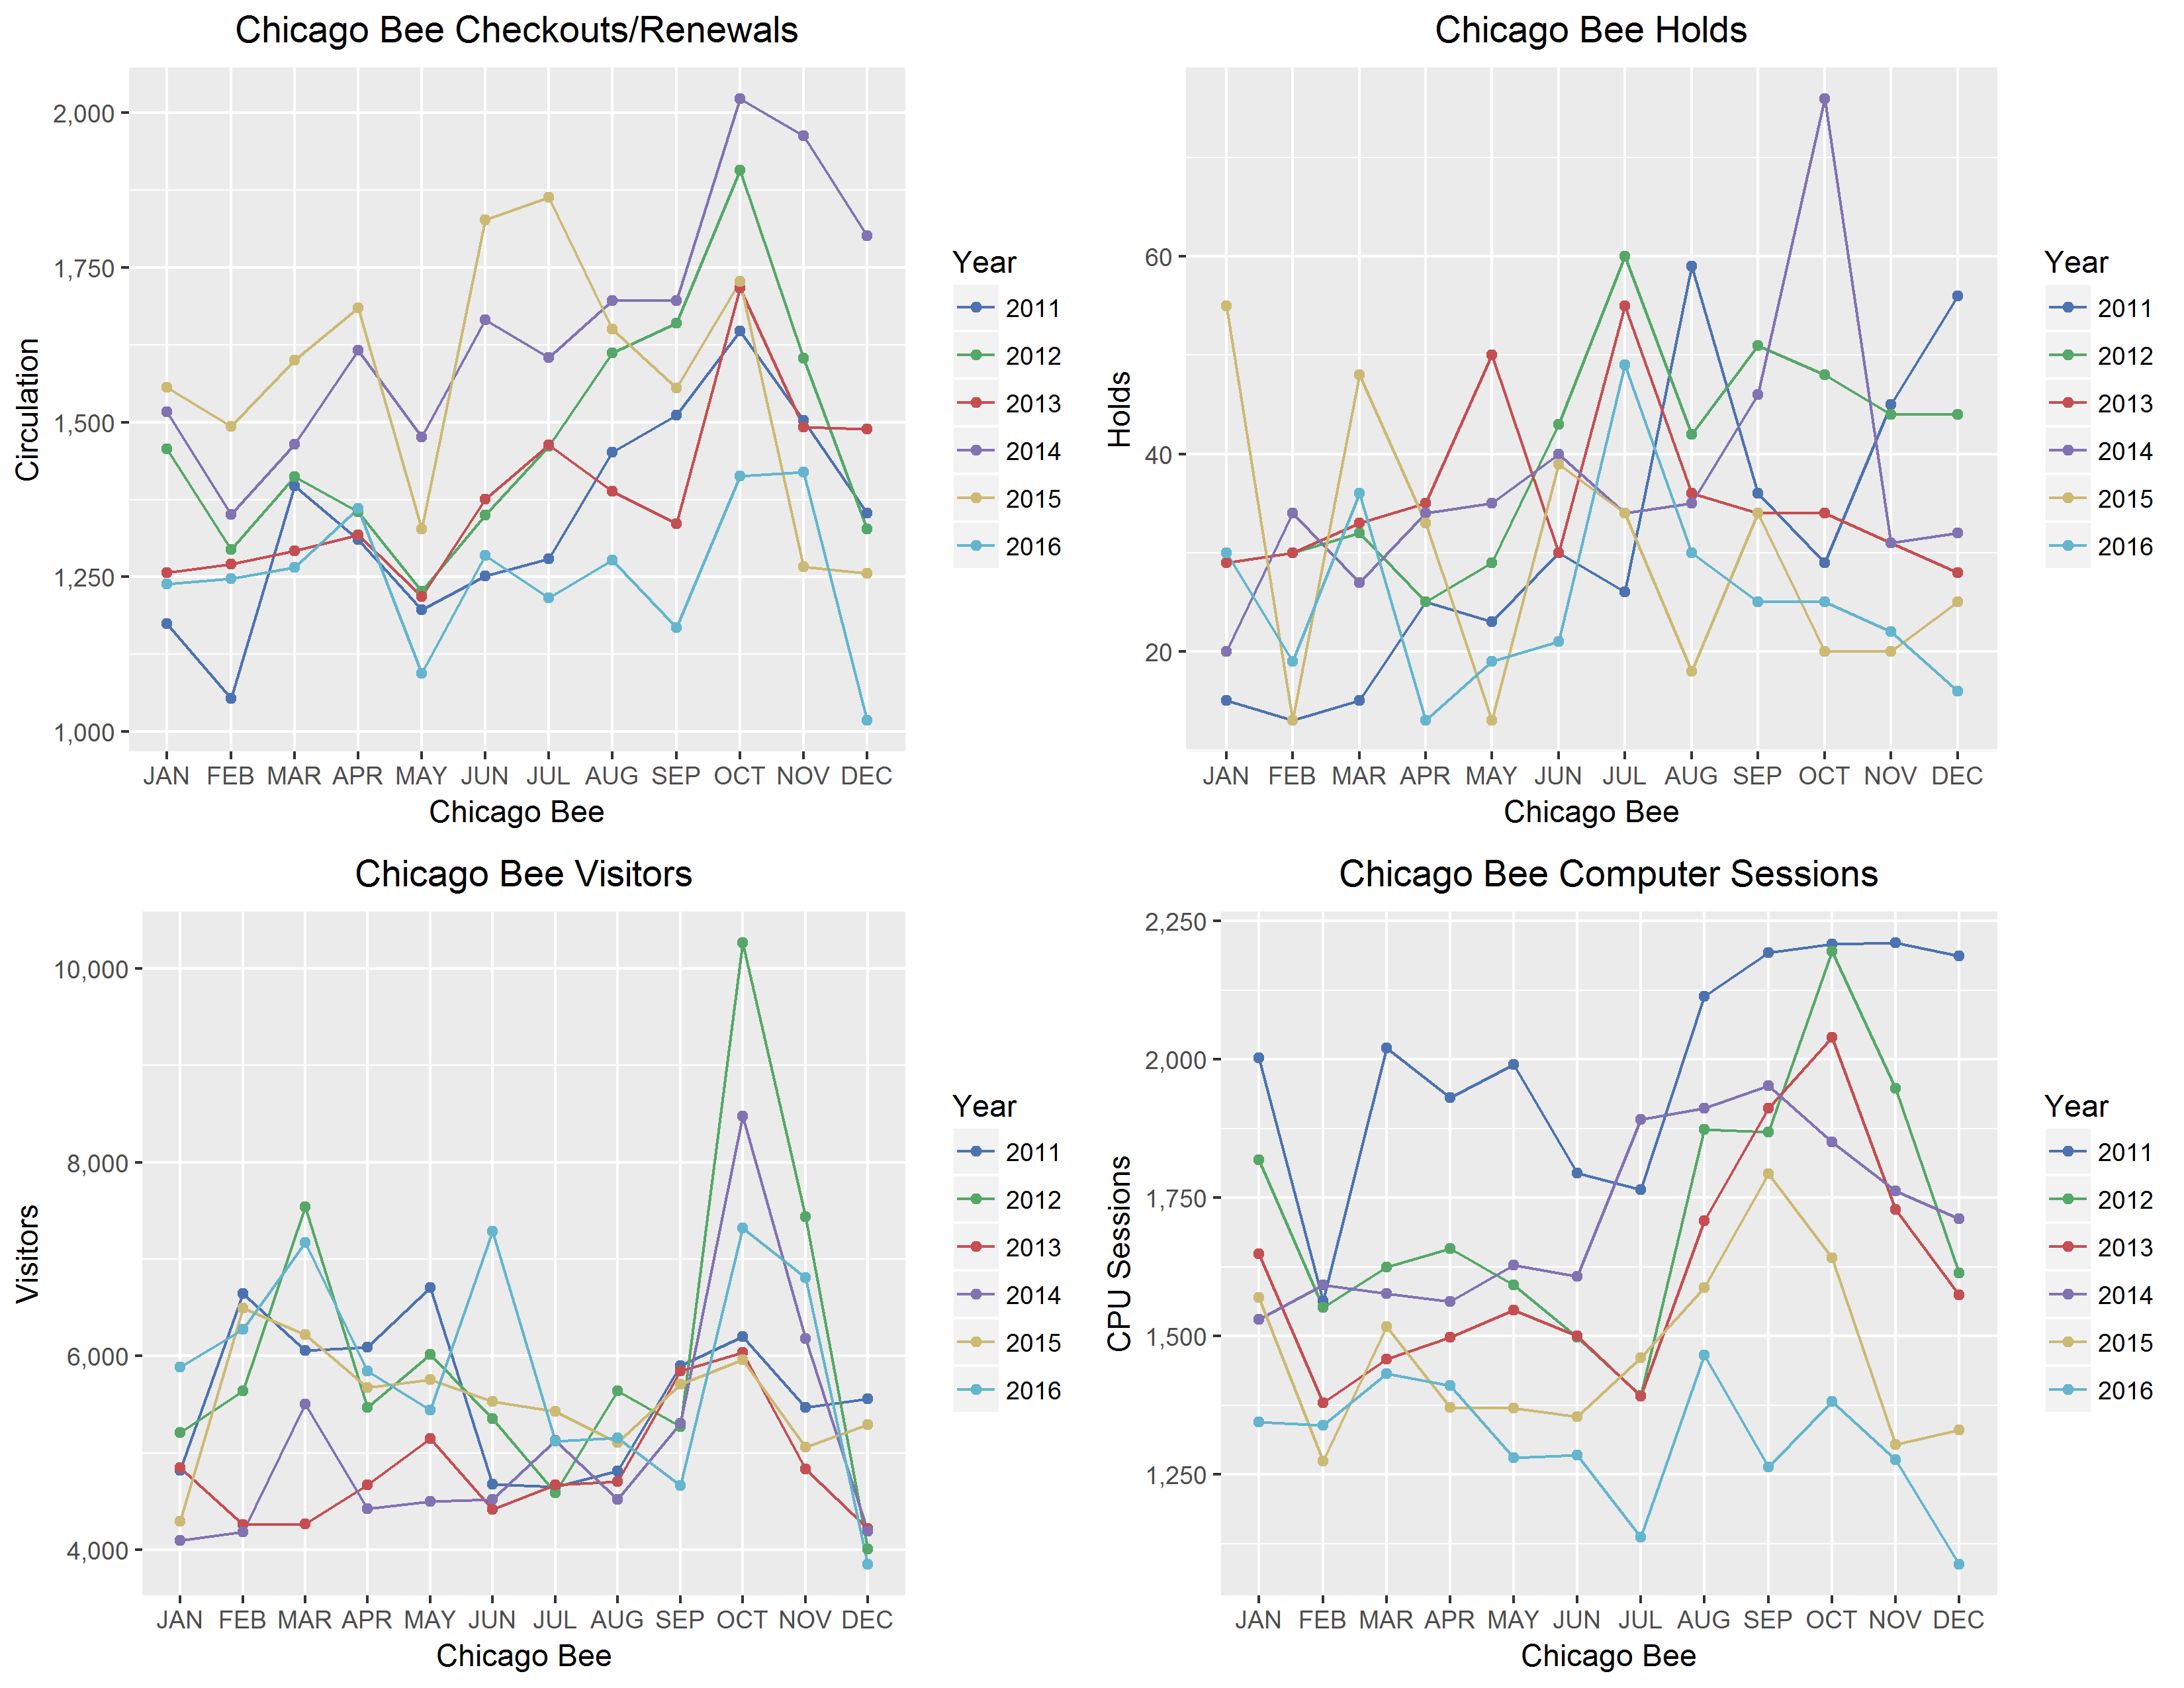 Chicago Bee Checkouts/Renewals
Circulation
2,000
1,750
1,500
1,250
1,000
JAN FEB MAR APR MAY JUN JUL AUG SEP OCT NOV DEC
Chicago Bee
Year
2011
2012
2013
2014
2015
2016
Chicago Bee Holds
Holds
60
40
20
JAN FEB MAR APR MAY JUN JUL AUG SEP OCT NOV DEC
Chicago Bee
Year
2011
2012
2013
2014
2015
2016
Chicago Bee Visitors
Visitors
10,000
8,000
6,000
4,000
JAN FEB MAR APR MAY JUN JUL AUG SEP OCT NOV DEC
Chicago Bee
Year
2011
2012
2013
2014
2015
2016
Chicago Bee Computer Sessions
CPU Sessions
2,250
2,000
1,750
1,500
1,250
JAN FEB MAR APR MAY JUN JUL AUG SEP OCT NOV DEC
Chicago Bee
Year
2011
2012
2013
2014
2015
2016